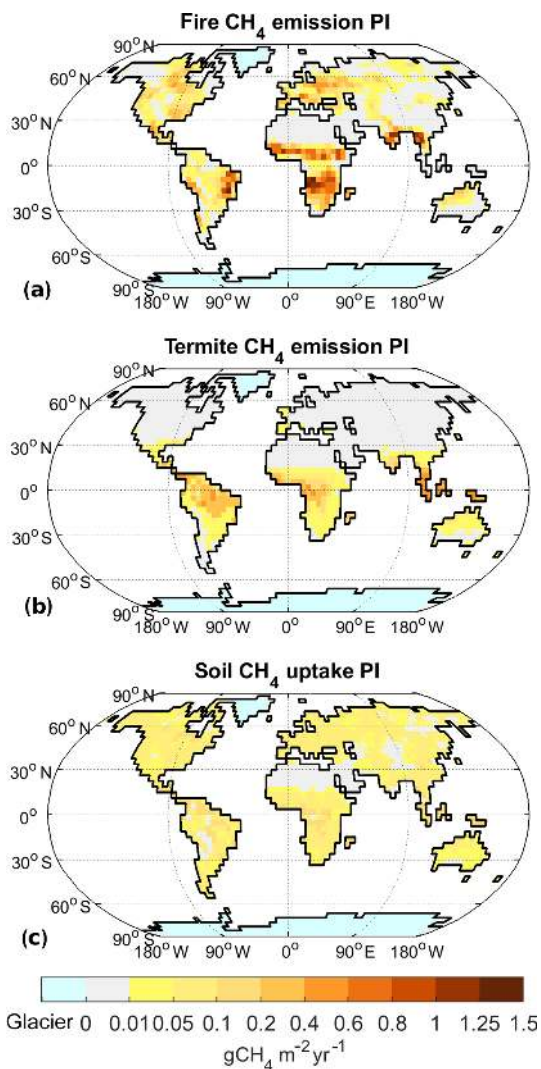 Fire CH₄ emission PI
90° N
60° N
30° N
0°
30° S
60° S
90° S
180° W 90° W 0° 90° E 180° W
(a)
Termite CH₄ emission PI
90° N
60° N
30° N
0°
30° S
60° S
90° S
180° W 90° W 0° 90° E 180° W
(b)
Soil CH₄ uptake PI
90° N
60° N
30° N
0°
30° S
60° S
90° S
180° W 90° W 0° 90° E 180° W
(c)
Glacier 0 0.01 0.05 0.1 0.2 0.4 0.6 0.8 1 1.25 1.5
gCH₄ m⁻² yr⁻¹